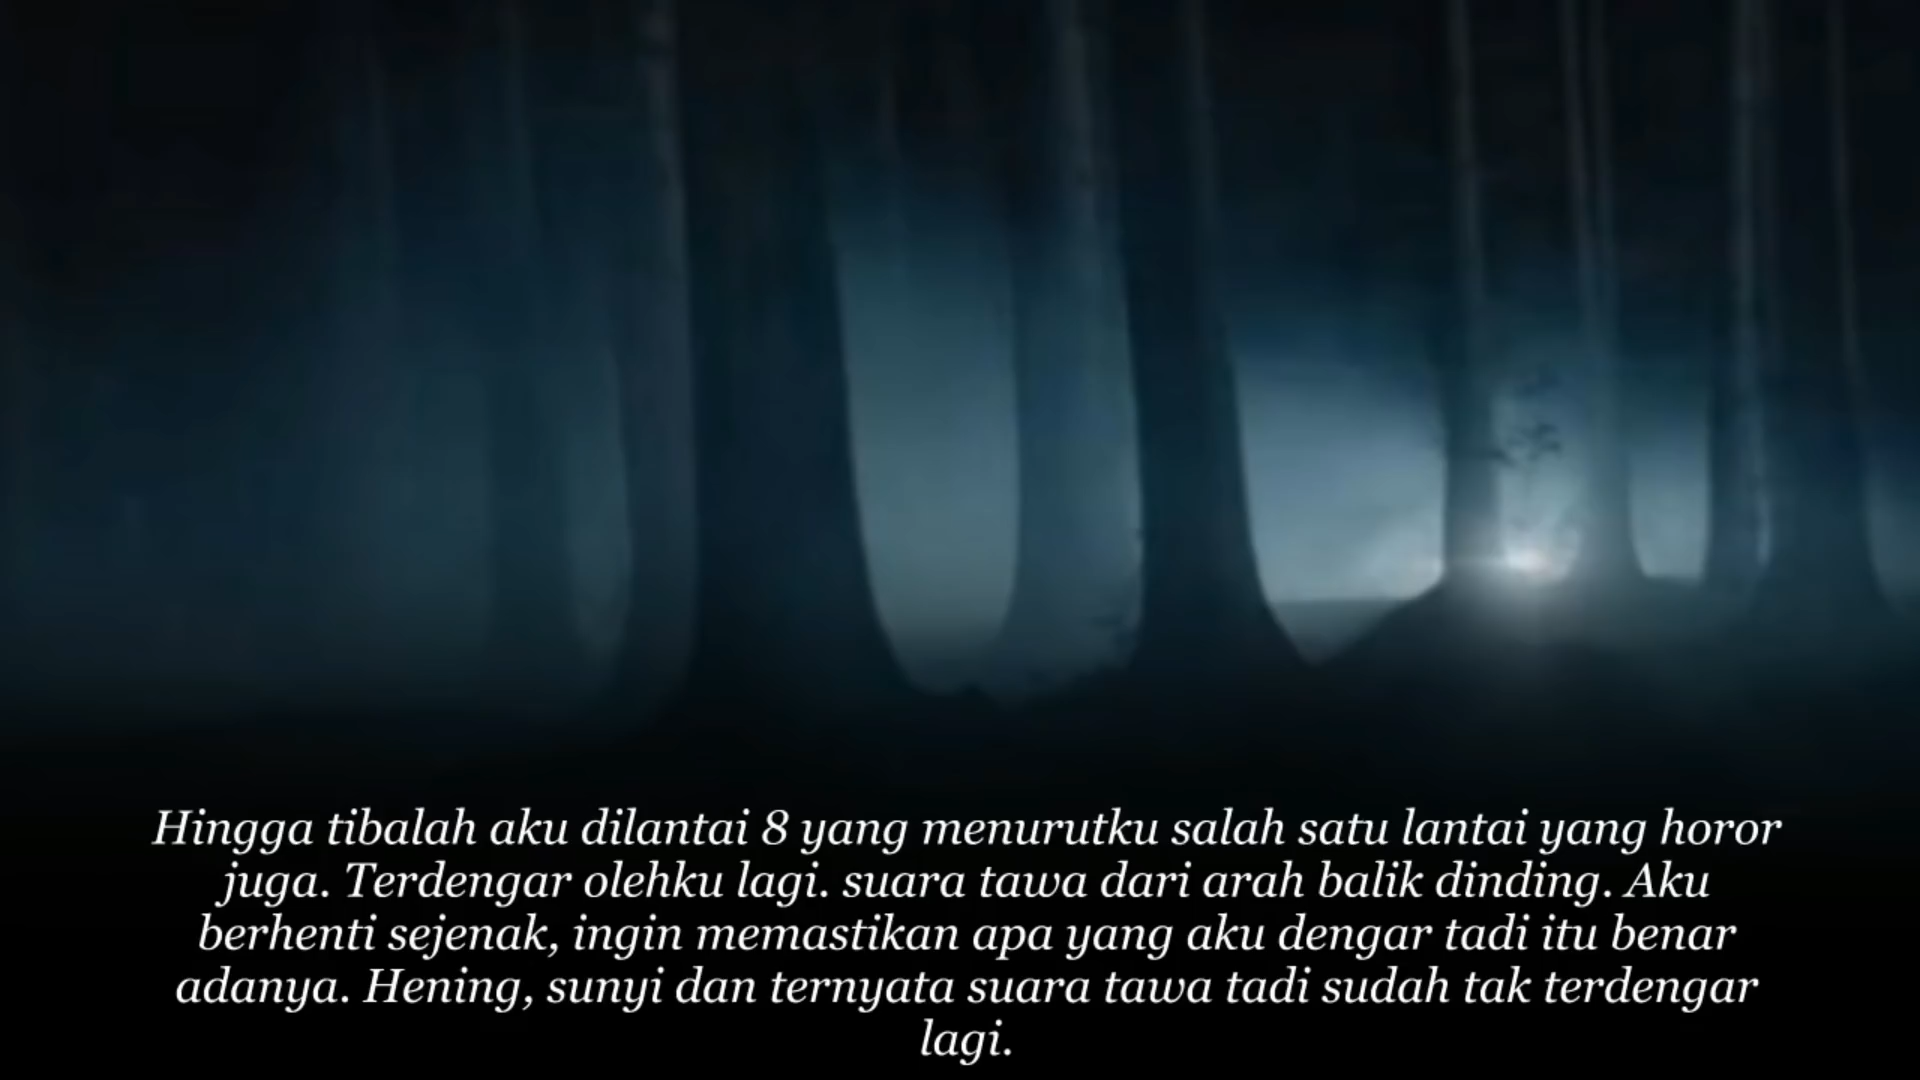 Hingga tibalah aku dilantai 8 yang menurutku salah satu lantai yang horor
juga. Terdengar olehku lagi. suara tawa dari arah balik dinding. Aku
berhenti sejenak, ingin memastikan apa yang aku dengar tadi itu benar
adanya. Hening, sunyi dan ternyata suara tawa tadi sudah tak terdengar
lagi.